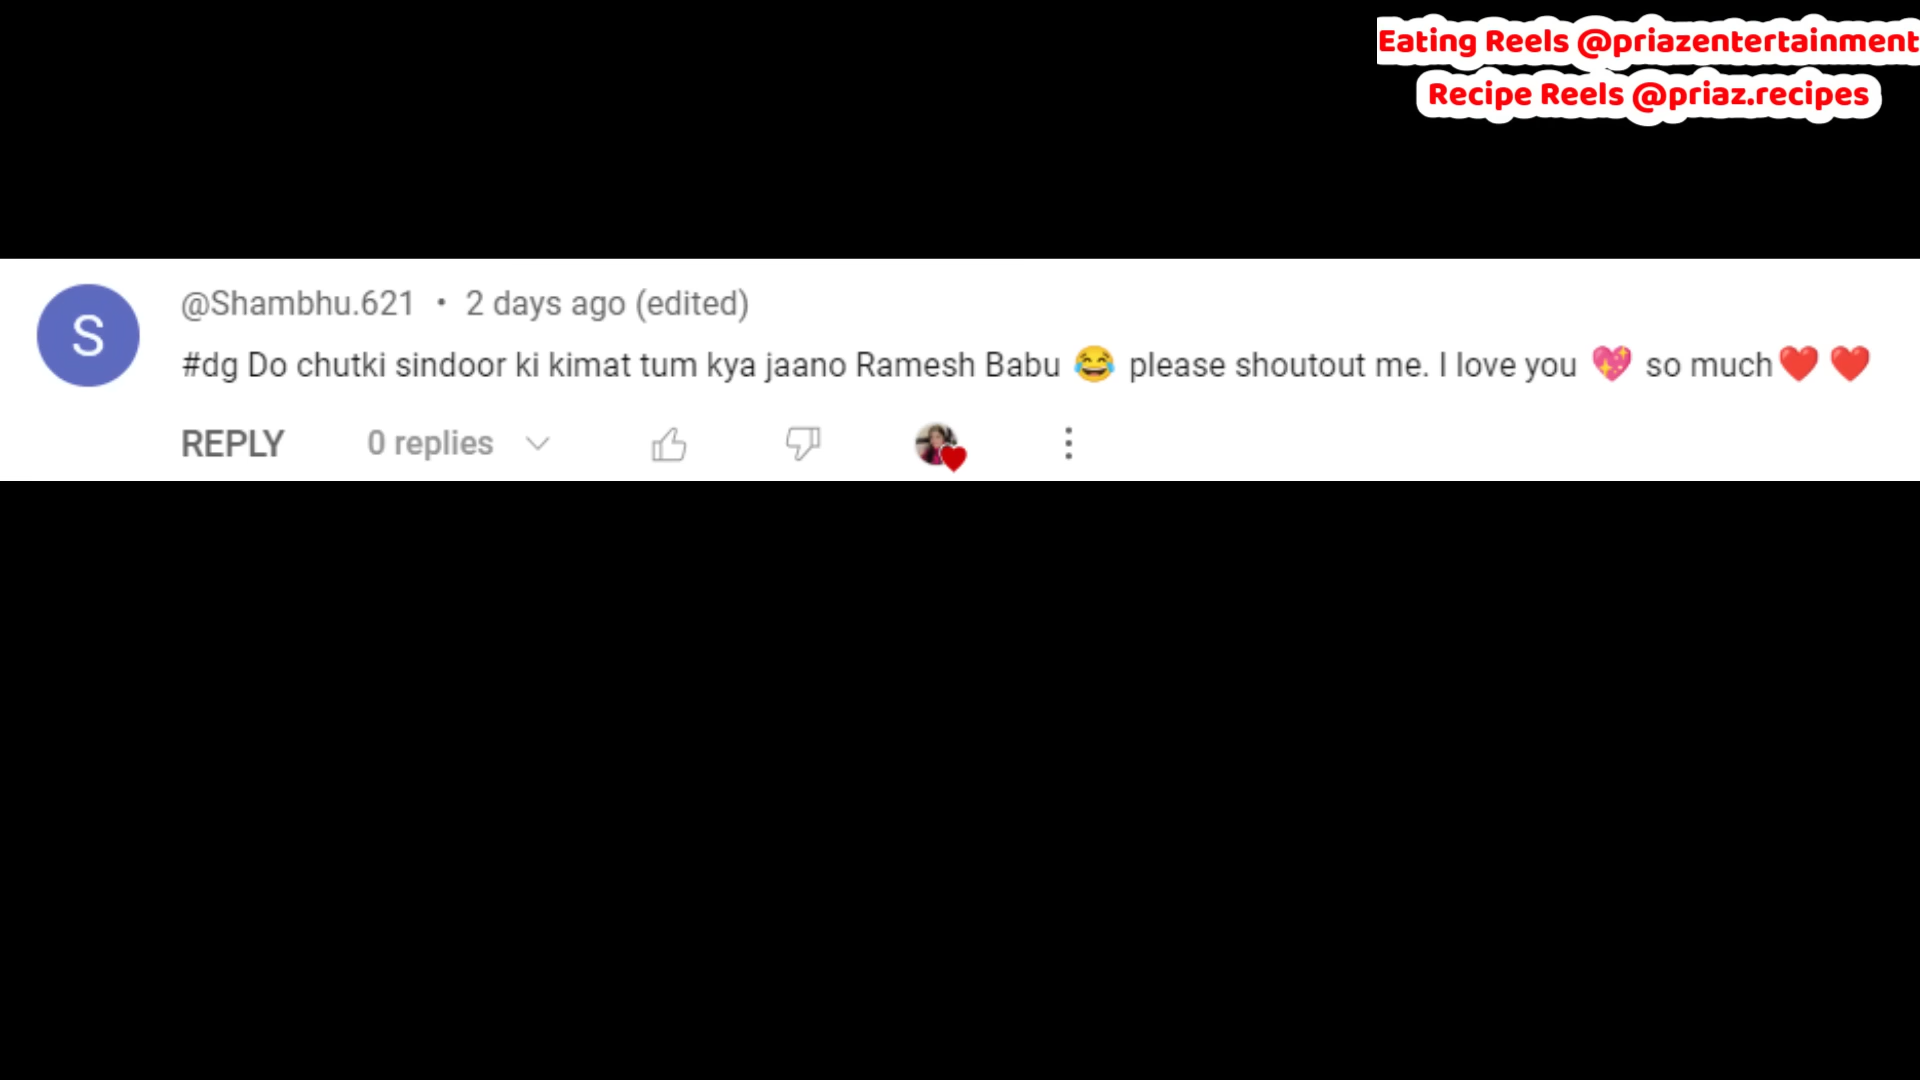 Eating Reels @priazentertainment
Recipe Reels @priaz.recipes
S
@Shambhu.621 • 2 days ago (edited)
#dg Do chutki sindoor ki kimat tum kya jaano Ramesh Babu 😂 please shoutout me. I love you 💖 so much❤️ ❤️
REPLY 0 replies